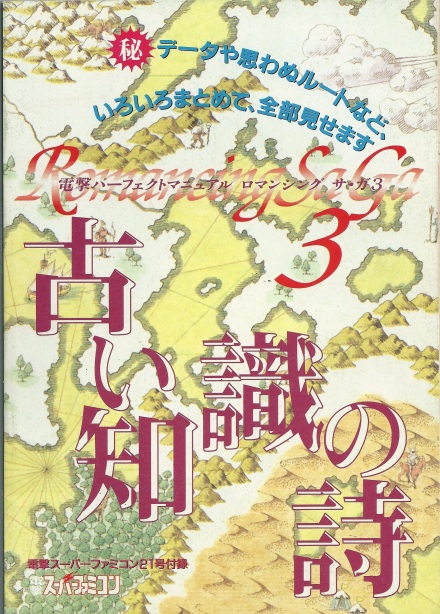 ㊙データや思わぬルートなど、
いろいろまとめて、全部見せます
Romancing SaGa
電撃パーフェクトマニュアル ロマンシング サ・ガ3
3
古い知識の詩
電撃スーパーファミコン21号付録
電撃スーパーファミコン